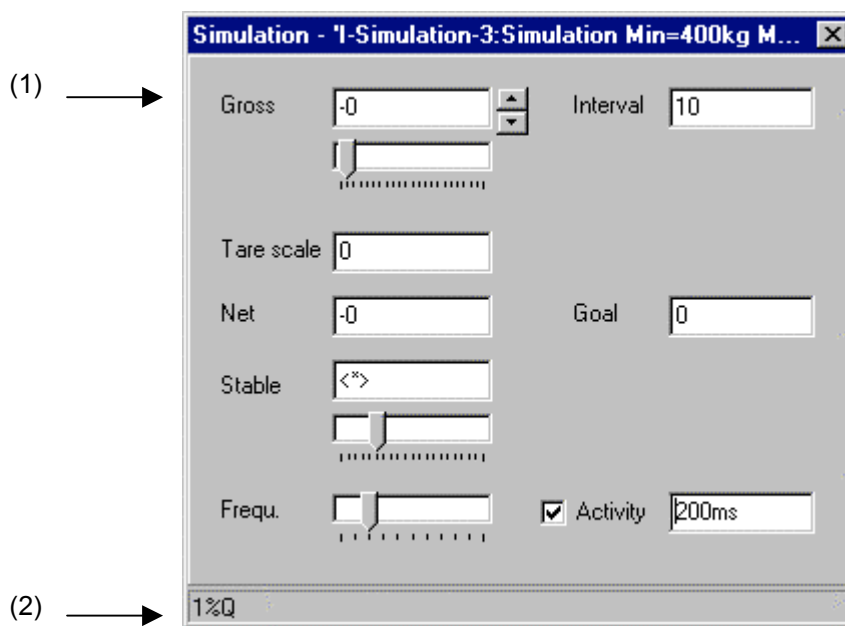 Simulation - 'I-Simulation-3:Simulation Min=400kg M...
(1)
Gross -0 Interval 10
Tare scale 0
Net -0 Goal 0
Stable <*>
Frequ. Activity 200ms
(2) 1%Q